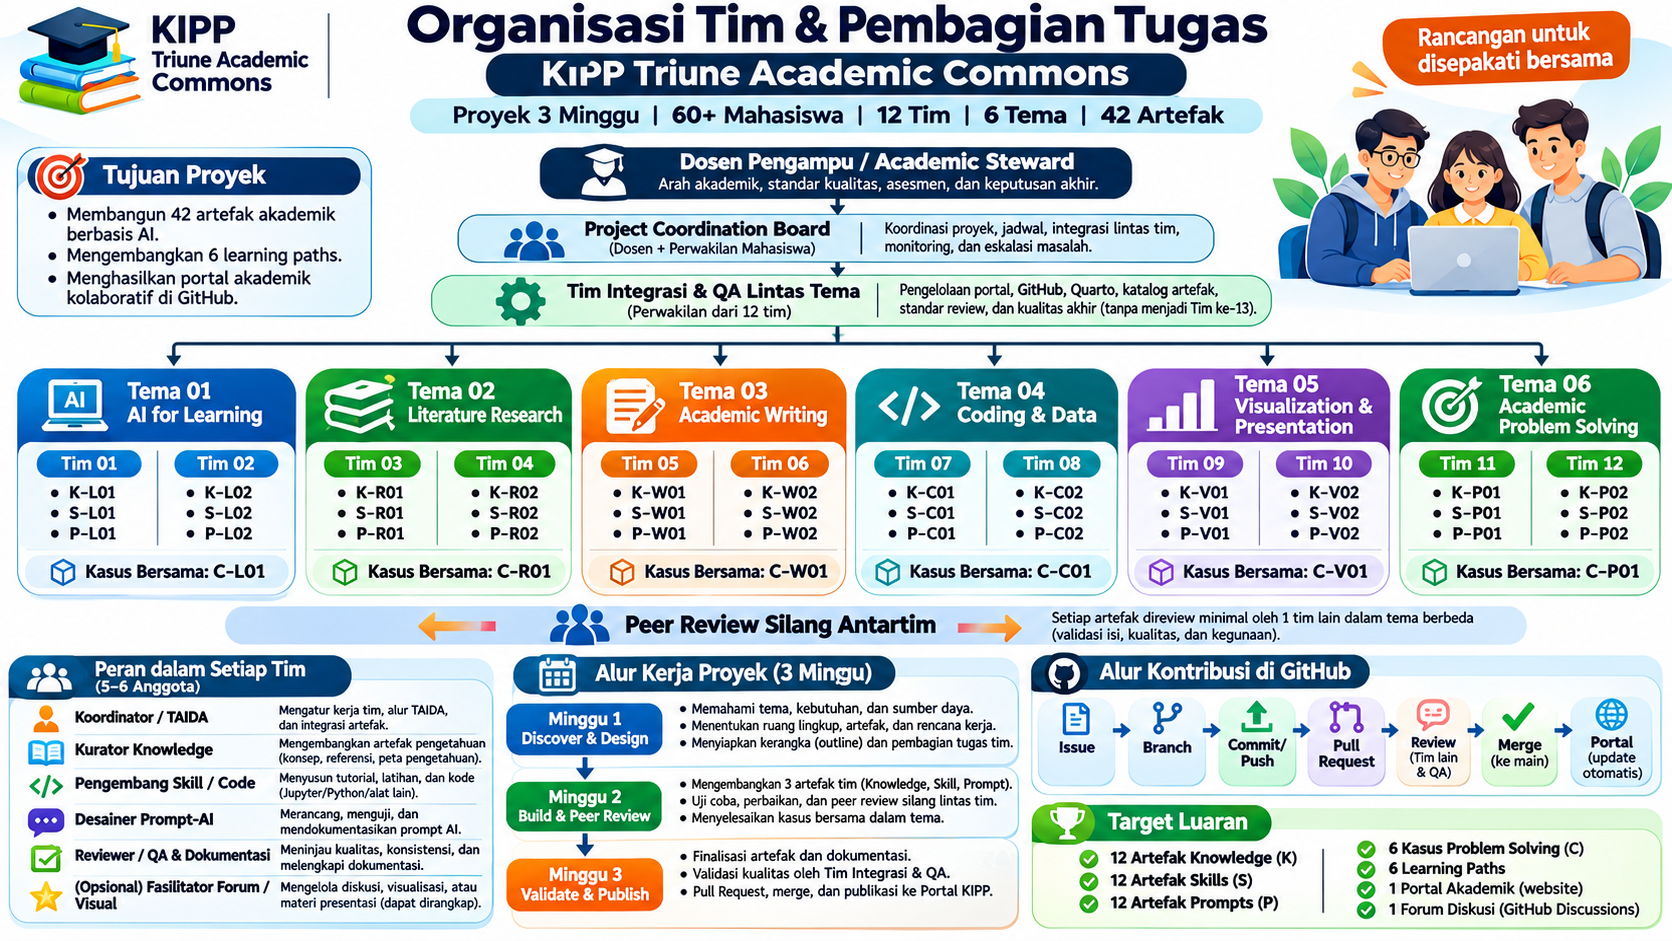 KIPP
Triune Academic
Commons
Organisasi Tim & Pembagian Tugas
KIPP Triune Academic Commons
Proyek 3 Minggu | 60+ Mahasiswa | 12 Tim | 6 Tema | 42 Artefak
Rancangan untuk
disepakati bersama
Tujuan Proyek
• Membangun 42 artefak akademik
berbasis AI.
• Mengembangkan 6 learning paths.
• Menghasilkan portal akademik
kolaboratif di GitHub.
Dosen Pengampu / Academic Steward
Arah akademik, standar kualitas, asesmen, dan keputusan akhir.
Project Coordination Board
(Dosen + Perwakilan Mahasiswa)
Koordinasi proyek, jadwal, integrasi lintas tim,
monitoring, dan eskalasi masalah.
Tim Integrasi & QA Lintas Tema
(Perwakilan dari 12 tim)
Pengelolaan portal, GitHub, Quarto, katalog artefak,
standar review, dan kualitas akhir (tanpa menjadi Tim ke-13).
AI
Tema 01
AI for Learning
Tim 01
• K-L01
• S-L01
• P-L01
Tim 02
• K-L02
• S-L02
• P-L02
Kasus Bersama: C-L01
Tema 02
Literature Research
Tim 03
• K-R01
• S-R01
• P-R01
Tim 04
• K-R02
• S-R02
• P-R02
Kasus Bersama: C-R01
Tema 03
Academic Writing
Tim 05
• K-W01
• S-W01
• P-W01
Tim 06
• K-W02
• S-W02
• P-W02
Kasus Bersama: C-W01
</>
Tema 04
Coding & Data
Tim 07
• K-C01
• S-C01
• P-C01
Tim 08
• K-C02
• S-C02
• P-C02
Kasus Bersama: C-C01
Tema 05
Visualization &
Presentation
Tim 09
• K-V01
• S-V01
• P-V01
Tim 10
• K-V02
• S-V02
• P-V02
Kasus Bersama: C-V01
Tema 06
Academic
Problem Solving
Tim 11
• K-P01
• S-P01
• P-P01
Tim 12
• K-P02
• S-P02
• P-P02
Kasus Bersama: C-P01
Peer Review Silang Antartim
Setiap artefak direview minimal oleh 1 tim lain dalam tema berbeda
(validasi isi, kualitas, dan kegunaan).
Peran dalam Setiap Tim
(5-6 Anggota)
Koordinator / TAIDA
Mengatur kerja tim, alur TAIDA,
dan integrasi artefak.
Kurator Knowledge
Mengembangkan artefak pengetahuan
(konsep, referensi, peta pengetahuan).
</>
Pengembang Skill / Code
Menyusun tutorial, latihan, dan kode
(Jupyter/Python/alat lain).
Desainer Prompt-AI
Merancang, menguji, dan
mendokumentasikan prompt AI.
Reviewer / QA & Dokumentasi
Meninjau kualitas, konsistensi, dan
melengkapi dokumentasi.
(Opsional) Fasilitator Forum /
Visual
Mengelola diskusi, visualisasi, atau
materi presentasi (dapat dirangkap).
Alur Kerja Proyek (3 Minggu)
Minggu 1
Discover & Design
• Memahami tema, kebutuhan, dan sumber daya.
• Menentukan ruang lingkup, artefak, dan rencana kerja.
• Menyiapkan kerangka (outline) dan pembagian tugas tim.
Minggu 2
Build & Peer Review
• Mengembangkan 3 artefak tim (Knowledge, Skill, Prompt).
• Uji coba, perbaikan, dan peer review silang lintas tim.
• Menyelesaikan kasus bersama dalam tema.
Minggu 3
Validate & Publish
• Finalisasi artefak dan dokumentasi.
• Validasi kualitas oleh Tim Integrasi & QA.
• Pull Request, merge, dan publikasi ke Portal KIPP.
Alur Kontribusi di GitHub
Issue
Branch
Commit/
Push
Pull
Request
Review
(Tim lain
& QA)
Merge
(ke main)
Portal
(update
otomatis)
Target Luaran
12 Artefak Knowledge (K)
12 Artefak Skills (S)
12 Artefak Prompts (P)
6 Kasus Problem Solving (C)
6 Learning Paths
1 Portal Akademik (website)
1 Forum Diskusi (GitHub Discussions)